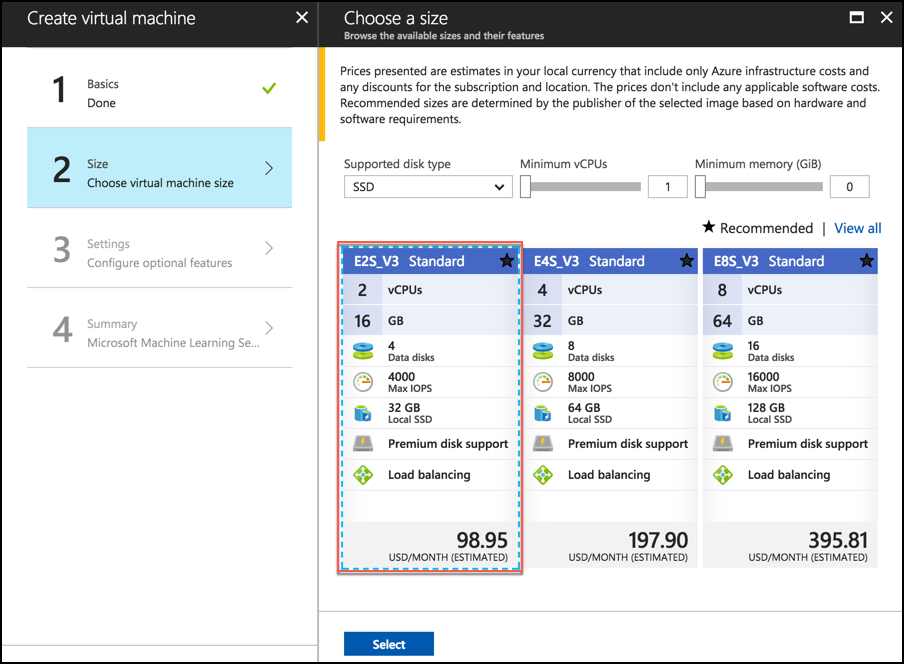 Create virtual machine
1
Basics
Done
2
Size
Choose virtual machine size
3
Settings
Configure optional features
4
Summary
Microsoft Machine Learning Se...
Choose a size
Browse the available sizes and their features
Prices presented are estimates in your local currency that include only Azure infrastructure costs and
any discounts for the subscription and location. The prices don't include any applicable software costs.
Recommended sizes are determined by the publisher of the selected image based on hardware and
software requirements.
Supported disk type
SSD
Minimum vCPUs
1
Minimum memory (GiB)
0
★ Recommended | View all
E2S_V3 Standard ★
2 vCPUs
16 GB
4
Data disks
4000
Max IOPS
32 GB
Local SSD
Premium disk support
Load balancing
98.95
USD/MONTH (ESTIMATED)
E4S_V3 Standard ★
4 vCPUs
32 GB
8
Data disks
8000
Max IOPS
64 GB
Local SSD
Premium disk support
Load balancing
197.90
USD/MONTH (ESTIMATED)
E8S_V3 Standard ★
8 vCPUs
64 GB
16
Data disks
16000
Max IOPS
128 GB
Local SSD
Premium disk support
Load balancing
395.81
USD/MONTH (ESTIMATED)
Select